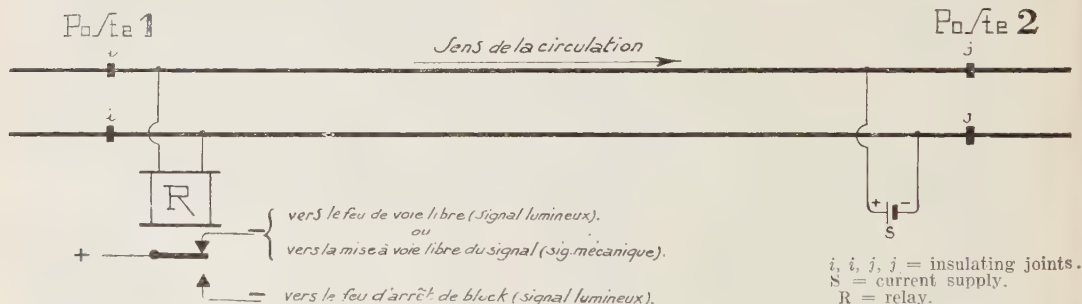 Poste 1
Poste 2
i
Sens de la circulation
j
i
j
R
+ -
S
vers le feu de voie libre (signal lumineux).
ou
vers la mise à voie libre du signal (sig. mécanique).
+
vers le feu d'arrêt de block (signal lumineux).
i, i, j, j = insulating joints.
S = current supply.
R = relay.